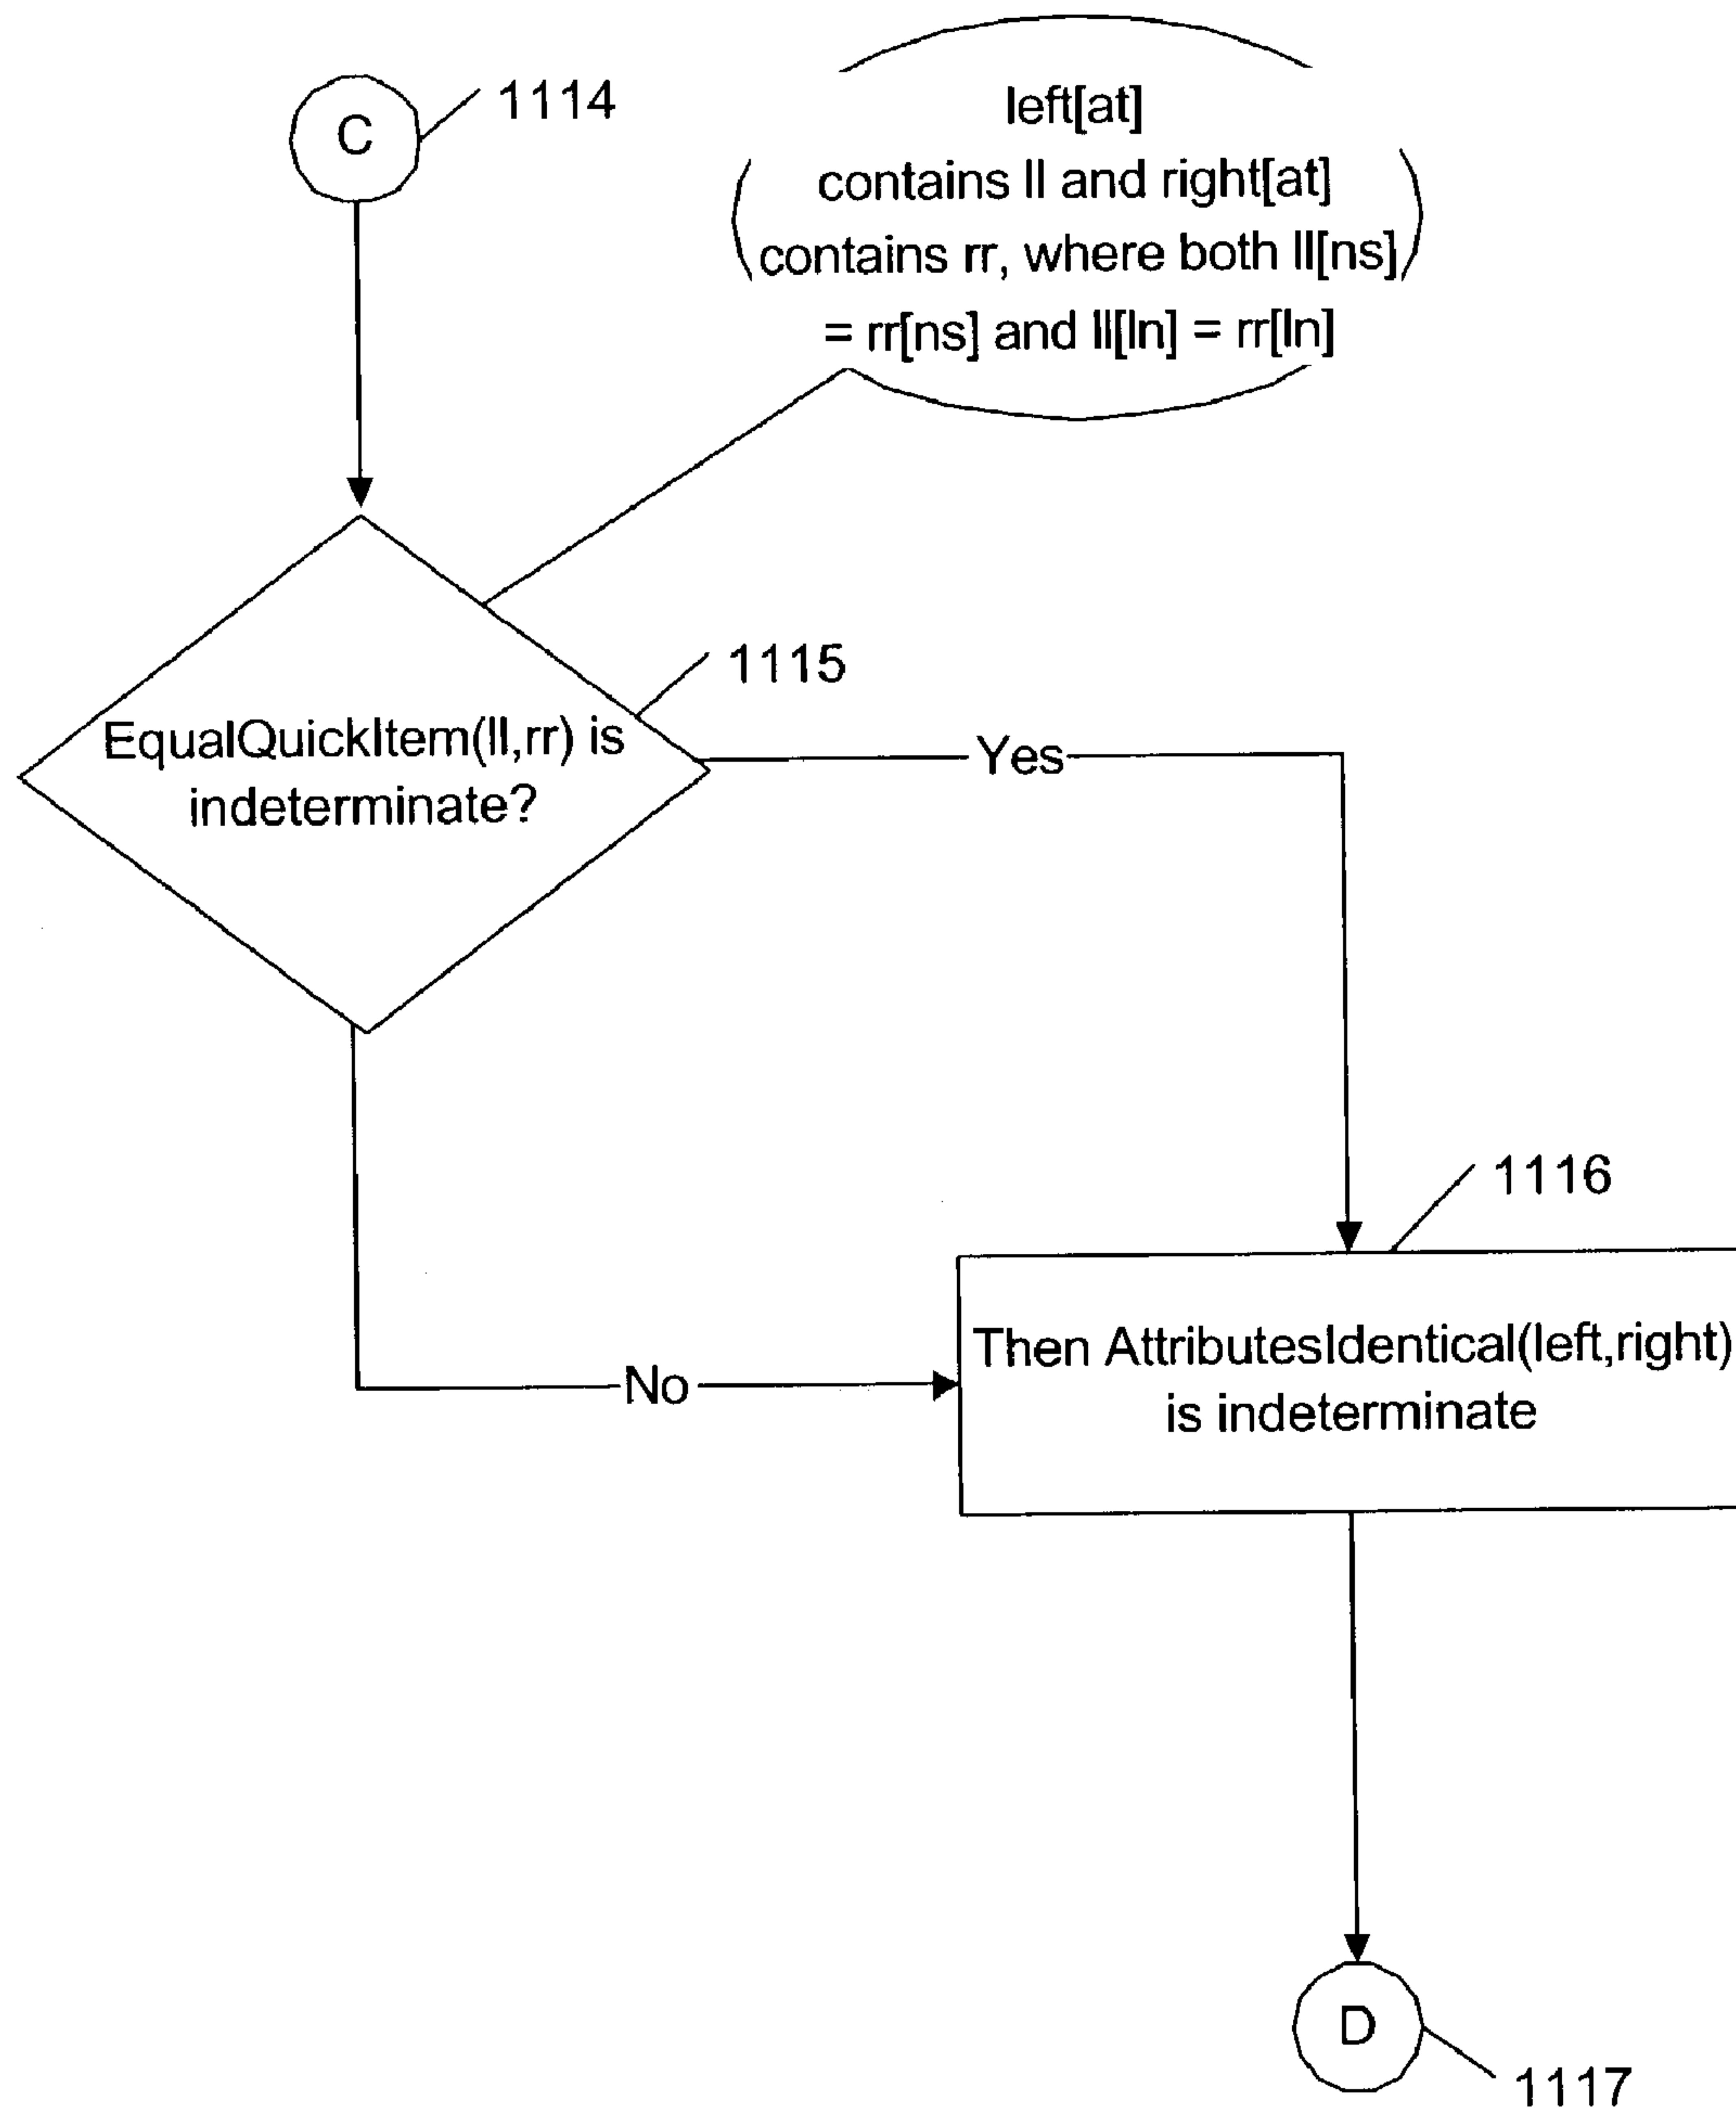 C
1114
left[at]
contains ll and right[at]
contains rr, where both ll[ns]
= rr[ns] and ll[ln] = rr[ln]
1115
EqualQuickItem(ll,rr) is
indeterminate?
Yes
1116
Then AttributesIdentical(left,right)
is indeterminate
No
D
1117